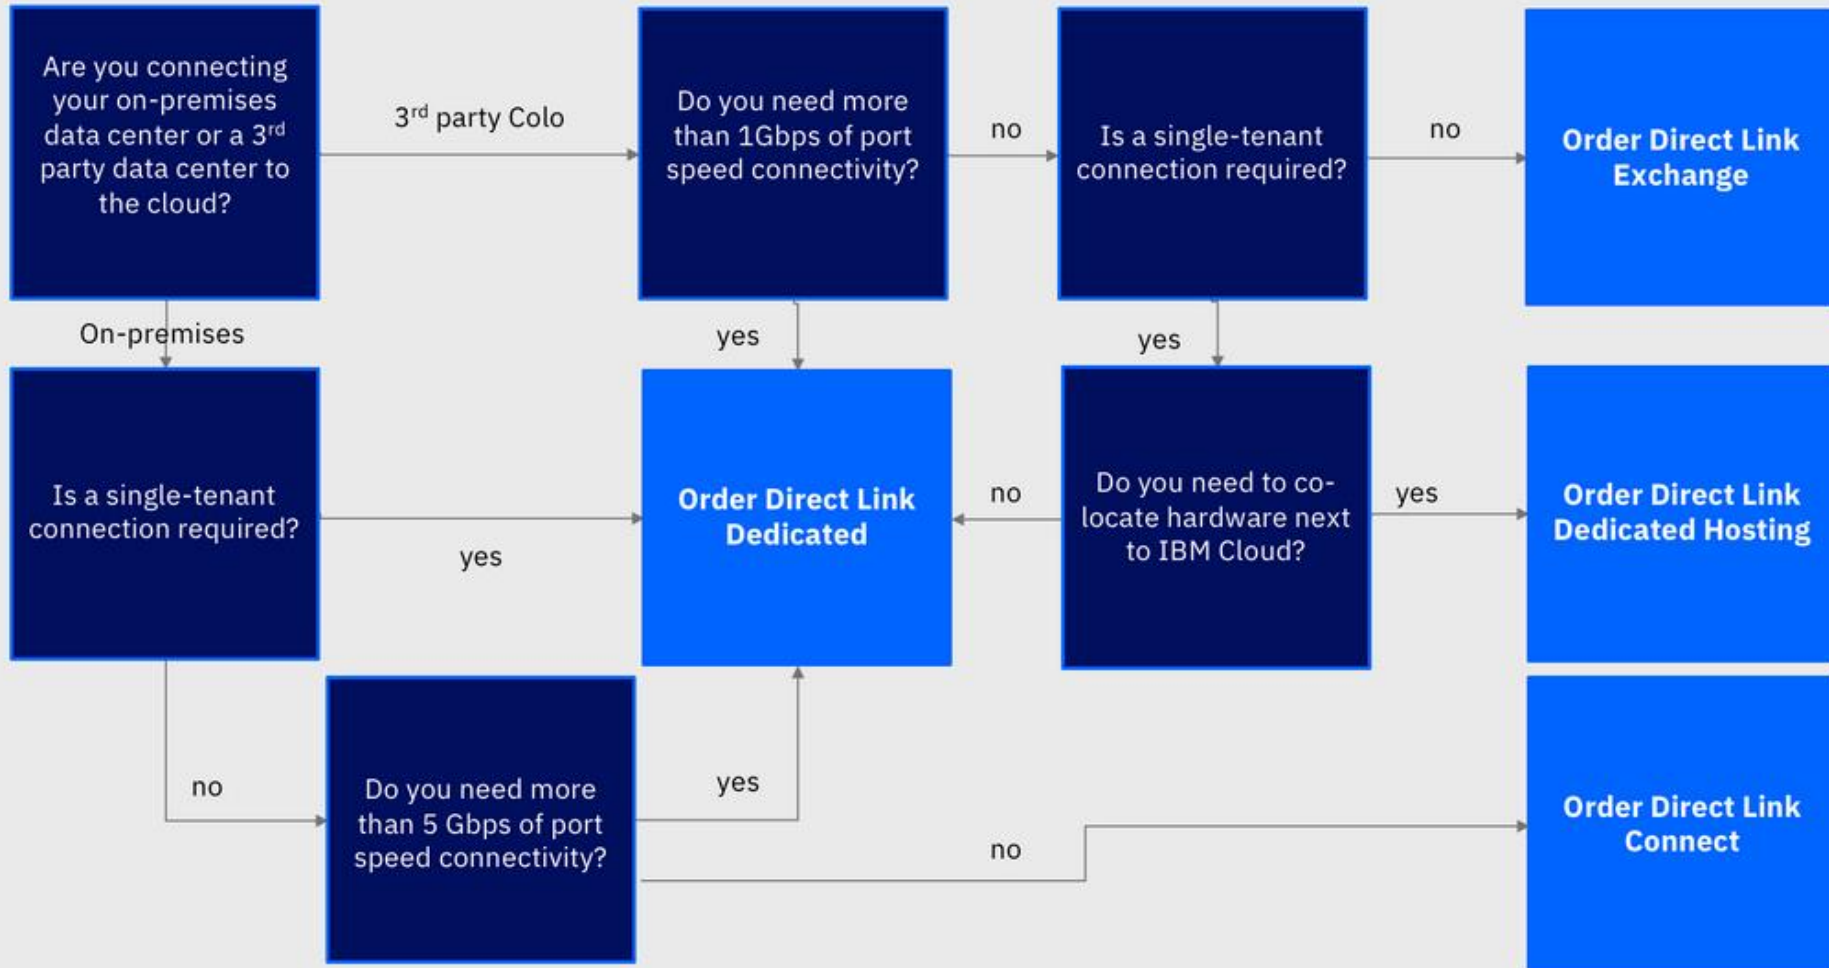 Are you connecting
your on-premises
data center or a 3rd
party data center to
the cloud?
3rd party Colo
Do you need more
than 1Gbps of port
speed connectivity?
no
Is a single-tenant
connection required?
no
Order Direct Link
Exchange
On-premises
yes
yes
Is a single-tenant
connection required?
yes
Order Direct Link
Dedicated
no
Do you need to co-
locate hardware next
to IBM Cloud?
yes
Order Direct Link
Dedicated Hosting
no
Do you need more
than 5 Gbps of port
speed connectivity?
yes
no
Order Direct Link
Connect